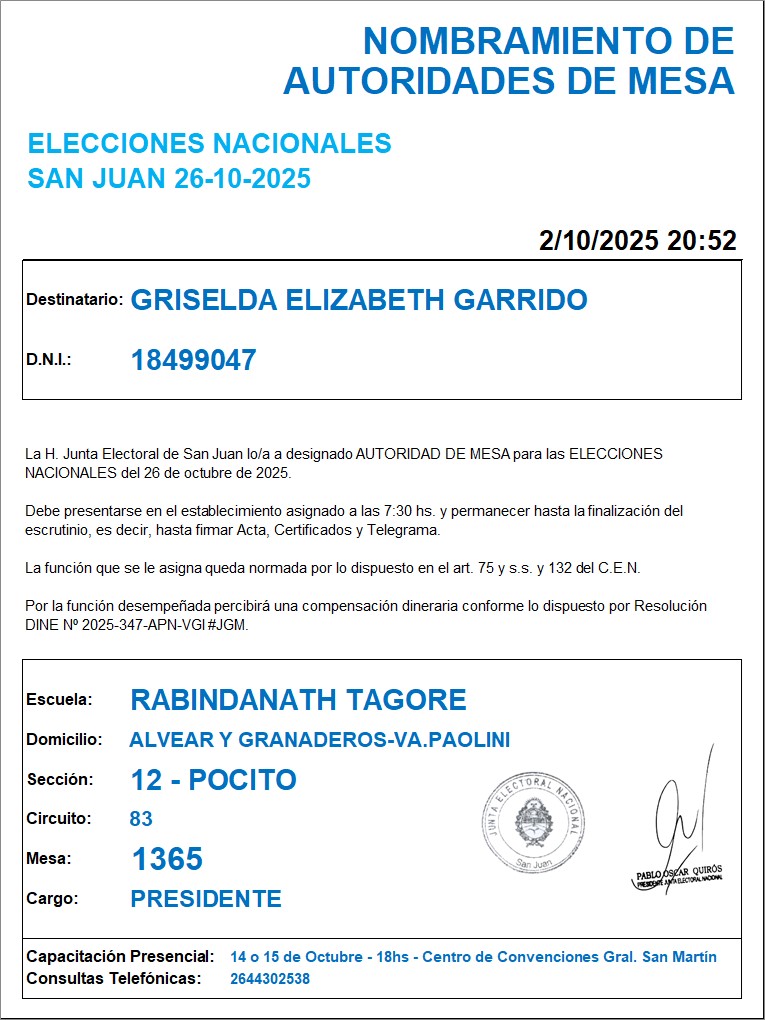 NOMBRAMIENTO DE
AUTORIDADES DE MESA
ELECCIONES NACIONALES
SAN JUAN 26-10-2025
2/10/2025 20:52
Destinatario: GRISELDA ELIZABETH GARRIDO
D.N.I.: 18499047
La H. Junta Electoral de San Juan lo/a a designado AUTORIDAD DE MESA para las ELECCIONES
NACIONALES del 26 de octubre de 2025.
Debe presentarse en el establecimiento asignado a las 7:30 hs. y permanecer hasta la finalización del
escrutinio, es decir, hasta firmar Acta, Certificados y Telegrama.
La función que se le asigna queda normada por lo dispuesto en el art. 75 y s.s. y 132 del C.E.N.
Por la función desempeñada percibirá una compensación dineraria conforme lo dispuesto por Resolución
DINE Nº 2025-347-APN-VGI#JGM.
Escuela: RABINDANATH TAGORE
Domicilio: ALVEAR Y GRANADEROS-VA.PAOLINI
Sección: 12 - POCITO
Circuito: 83
Mesa: 1365
Cargo: PRESIDENTE
JUNTA ELECTORAL NACIONAL
San Juan
PABLO OSCAR QUIRÓS
PRESIDENTE JUNTA ELECTORAL NACIONAL
Capacitación Presencial: 14 o 15 de Octubre - 18hs - Centro de Convenciones Gral. San Martín
Consultas Telefónicas: 2644302538